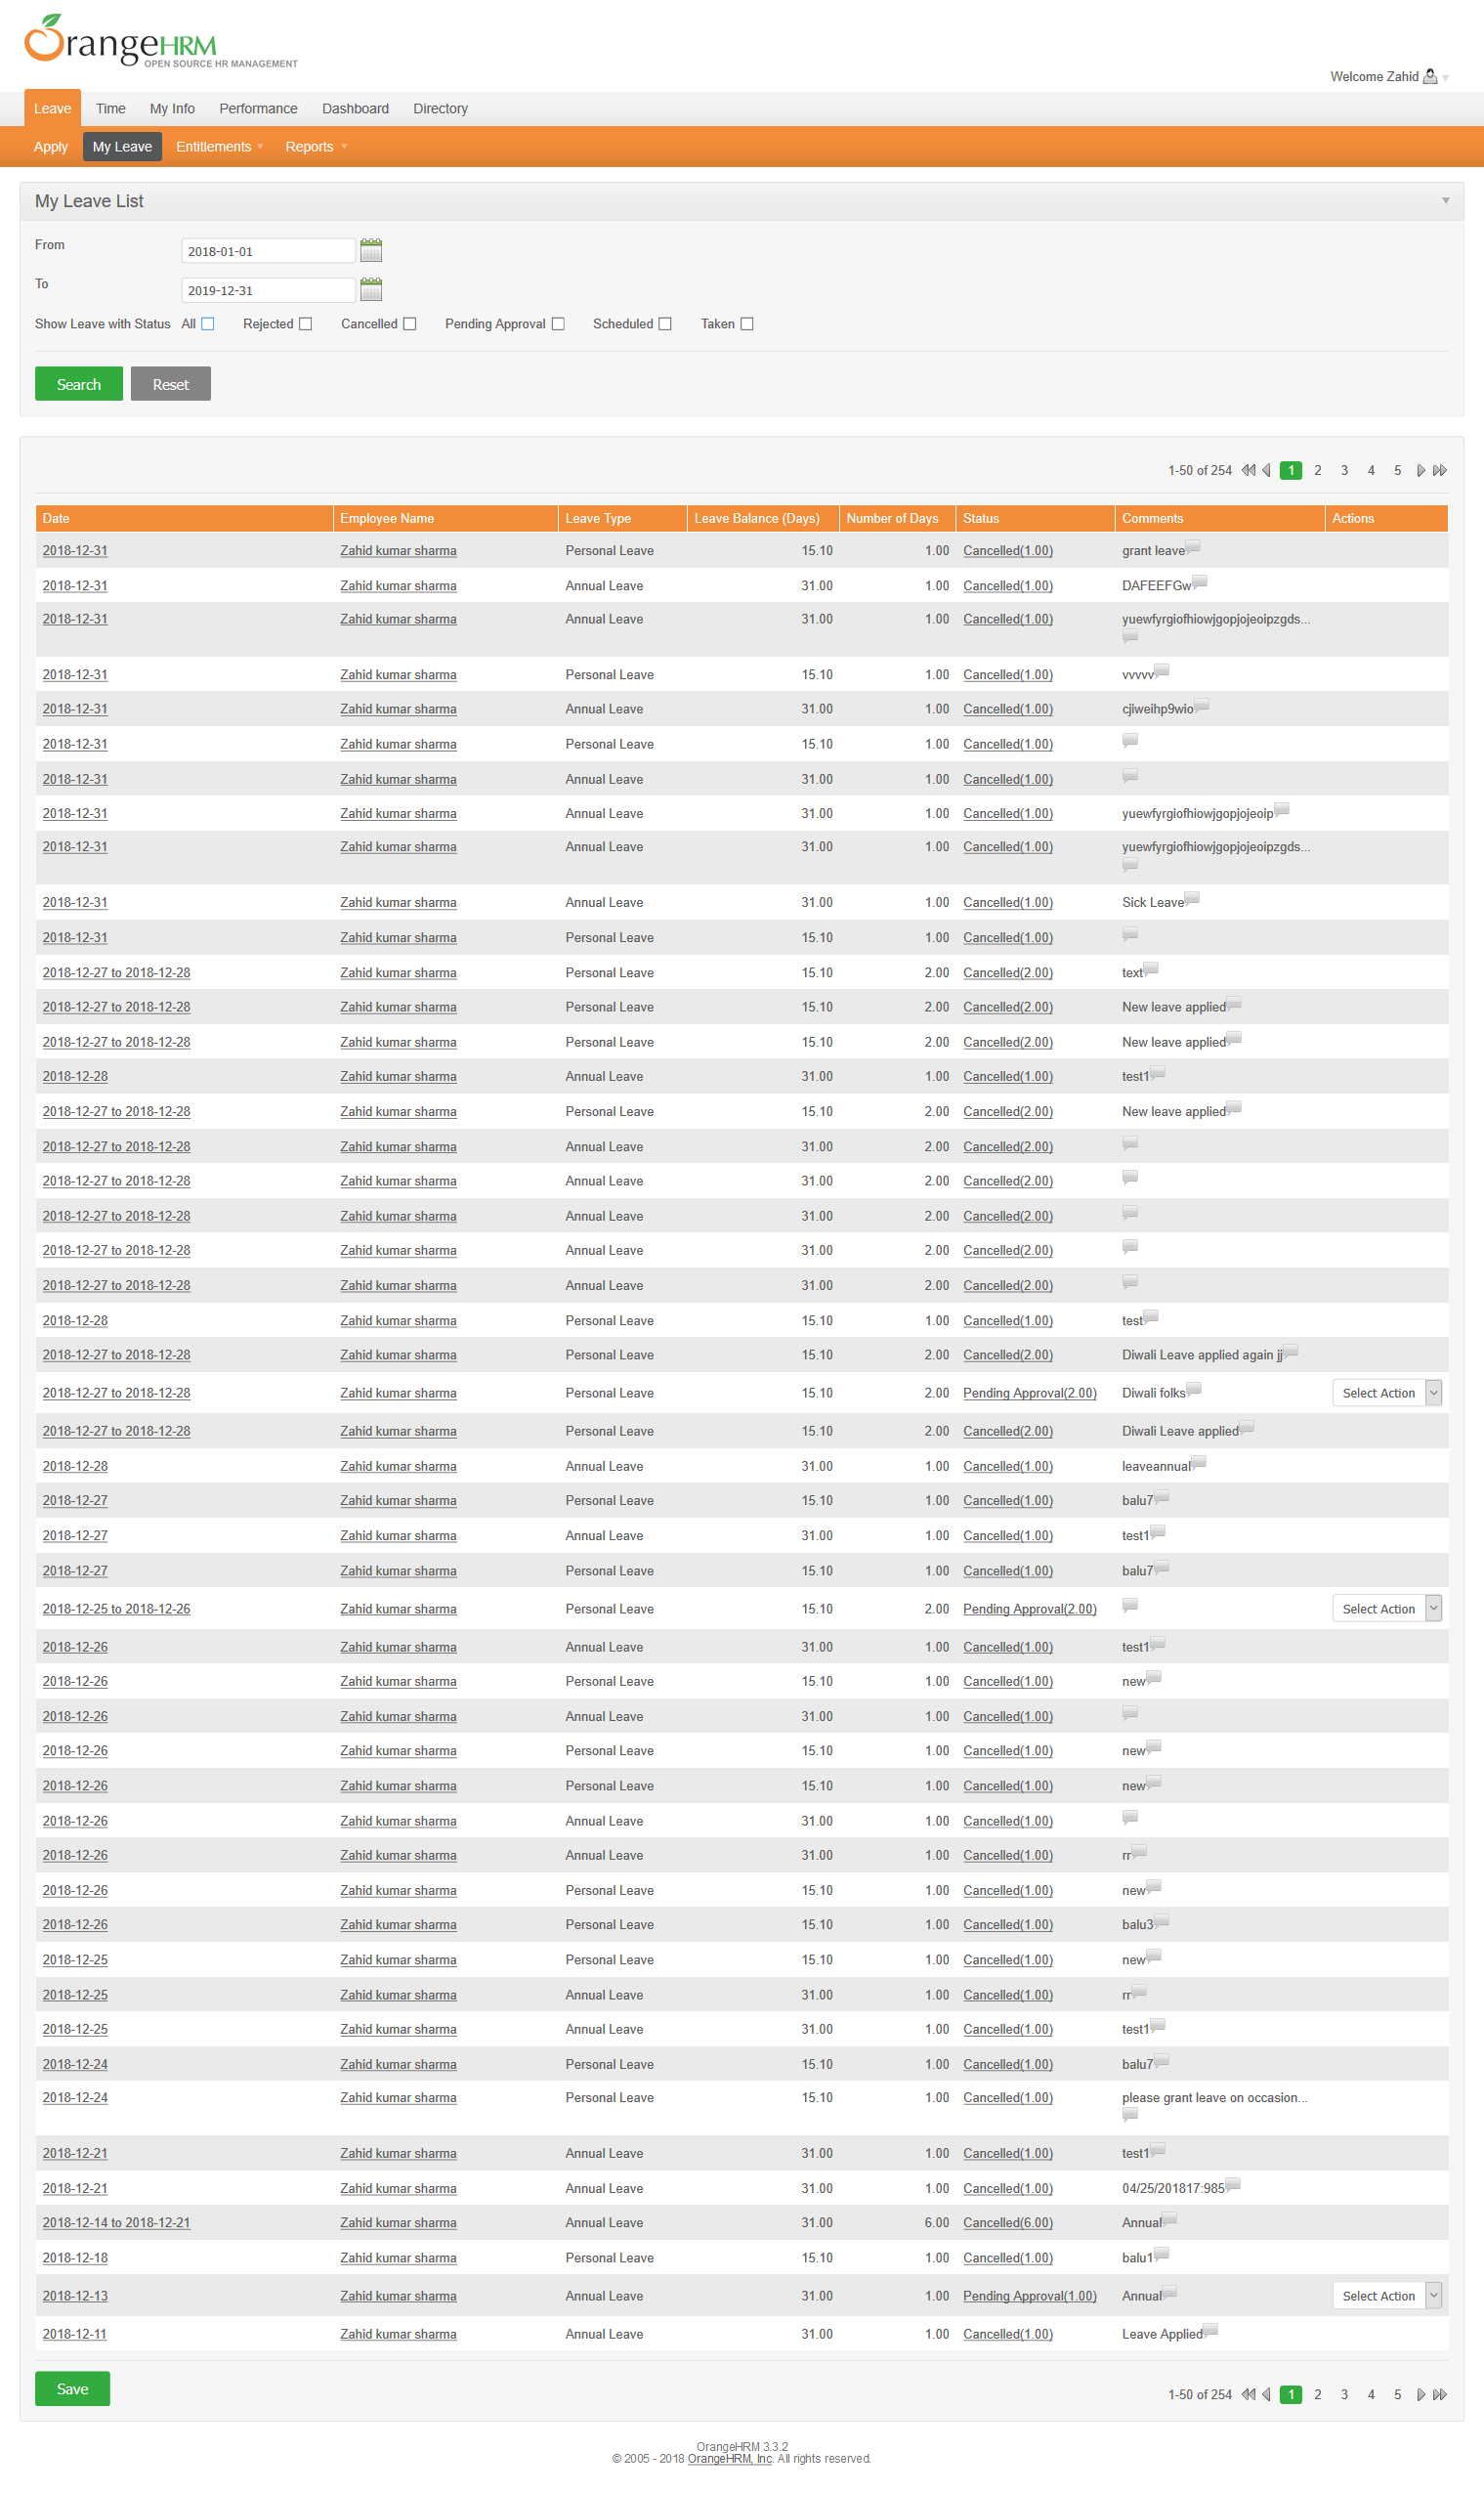 OrangeHRM
OPEN SOURCE HR MANAGEMENT
Welcome Zahid
Leave Time My Info Performance Dashboard Directory
Apply My Leave Entitlements Reports
My Leave List
From 2018-01-01
To 2019-12-31
Show Leave with Status All Rejected Cancelled Pending Approval Scheduled Taken
Search Reset
1-50 of 254 1 2 3 4 5
Date Employee Name Leave Type Leave Balance (Days) Number of Days Status Comments Actions
2018-12-31 Zahid kumar sharma Personal Leave 15.10 1.00 Cancelled(1.00) grant leave
2018-12-31 Zahid kumar sharma Annual Leave 31.00 1.00 Cancelled(1.00) DAFEEFGw
2018-12-31 Zahid kumar sharma Annual Leave 31.00 1.00 Cancelled(1.00) yuewfyrgiofhiowjgopjojeoipzgds...
2018-12-31 Zahid kumar sharma Personal Leave 15.10 1.00 Cancelled(1.00) vvvvv
2018-12-31 Zahid kumar sharma Annual Leave 31.00 1.00 Cancelled(1.00) cjiweihp9wio
2018-12-31 Zahid kumar sharma Personal Leave 15.10 1.00 Cancelled(1.00)
2018-12-31 Zahid kumar sharma Annual Leave 31.00 1.00 Cancelled(1.00)
2018-12-31 Zahid kumar sharma Annual Leave 31.00 1.00 Cancelled(1.00) yuewfyrgiofhiowjgopjojeoip
2018-12-31 Zahid kumar sharma Annual Leave 31.00 1.00 Cancelled(1.00) yuewfyrgiofhiowjgopjojeoipzgds...
2018-12-31 Zahid kumar sharma Annual Leave 31.00 1.00 Cancelled(1.00) Sick Leave
2018-12-31 Zahid kumar sharma Personal Leave 15.10 1.00 Cancelled(1.00)
2018-12-27 to 2018-12-28 Zahid kumar sharma Personal Leave 15.10 2.00 Cancelled(2.00) text
2018-12-27 to 2018-12-28 Zahid kumar sharma Personal Leave 15.10 2.00 Cancelled(2.00) New leave applied
2018-12-27 to 2018-12-28 Zahid kumar sharma Personal Leave 15.10 2.00 Cancelled(2.00) New leave applied
2018-12-28 Zahid kumar sharma Annual Leave 31.00 1.00 Cancelled(1.00) test1
2018-12-27 to 2018-12-28 Zahid kumar sharma Personal Leave 15.10 2.00 Cancelled(2.00) New leave applied
2018-12-27 to 2018-12-28 Zahid kumar sharma Annual Leave 31.00 2.00 Cancelled(2.00)
2018-12-27 to 2018-12-28 Zahid kumar sharma Annual Leave 31.00 2.00 Cancelled(2.00)
2018-12-27 to 2018-12-28 Zahid kumar sharma Annual Leave 31.00 2.00 Cancelled(2.00)
2018-12-27 to 2018-12-28 Zahid kumar sharma Annual Leave 31.00 2.00 Cancelled(2.00)
2018-12-27 to 2018-12-28 Zahid kumar sharma Annual Leave 31.00 2.00 Cancelled(2.00)
2018-12-28 Zahid kumar sharma Personal Leave 15.10 1.00 Cancelled(1.00) test
2018-12-27 to 2018-12-28 Zahid kumar sharma Personal Leave 15.10 2.00 Cancelled(2.00) Diwali Leave applied again jj
2018-12-27 to 2018-12-28 Zahid kumar sharma Personal Leave 15.10 2.00 Pending Approval(2.00) Diwali folks Select Action
2018-12-27 to 2018-12-28 Zahid kumar sharma Personal Leave 15.10 2.00 Cancelled(2.00) Diwali Leave applied
2018-12-28 Zahid kumar sharma Annual Leave 31.00 1.00 Cancelled(1.00) leaveannual
2018-12-27 Zahid kumar sharma Personal Leave 15.10 1.00 Cancelled(1.00) balu7
2018-12-27 Zahid kumar sharma Annual Leave 31.00 1.00 Cancelled(1.00) test1
2018-12-27 Zahid kumar sharma Personal Leave 15.10 1.00 Cancelled(1.00) balu7
2018-12-25 to 2018-12-26 Zahid kumar sharma Personal Leave 15.10 2.00 Pending Approval(2.00) Select Action
2018-12-26 Zahid kumar sharma Annual Leave 31.00 1.00 Cancelled(1.00) test1
2018-12-26 Zahid kumar sharma Personal Leave 15.10 1.00 Cancelled(1.00) new
2018-12-26 Zahid kumar sharma Annual Leave 31.00 1.00 Cancelled(1.00)
2018-12-26 Zahid kumar sharma Personal Leave 15.10 1.00 Cancelled(1.00) new
2018-12-26 Zahid kumar sharma Personal Leave 15.10 1.00 Cancelled(1.00) new
2018-12-26 Zahid kumar sharma Annual Leave 31.00 1.00 Cancelled(1.00)
2018-12-26 Zahid kumar sharma Annual Leave 31.00 1.00 Cancelled(1.00) rr
2018-12-26 Zahid kumar sharma Personal Leave 15.10 1.00 Cancelled(1.00) new
2018-12-26 Zahid kumar sharma Personal Leave 15.10 1.00 Cancelled(1.00) balu3
2018-12-25 Zahid kumar sharma Personal Leave 15.10 1.00 Cancelled(1.00) new
2018-12-25 Zahid kumar sharma Annual Leave 31.00 1.00 Cancelled(1.00) rr
2018-12-25 Zahid kumar sharma Annual Leave 31.00 1.00 Cancelled(1.00) test1
2018-12-24 Zahid kumar sharma Personal Leave 15.10 1.00 Cancelled(1.00) balu7
2018-12-24 Zahid kumar sharma Personal Leave 15.10 1.00 Cancelled(1.00) please grant leave on occasion...
2018-12-21 Zahid kumar sharma Annual Leave 31.00 1.00 Cancelled(1.00) test1
2018-12-21 Zahid kumar sharma Annual Leave 31.00 1.00 Cancelled(1.00) 04/25/201817:985
2018-12-14 to 2018-12-21 Zahid kumar sharma Annual Leave 31.00 6.00 Cancelled(6.00) Annual
2018-12-18 Zahid kumar sharma Personal Leave 15.10 1.00 Cancelled(1.00) balu1
2018-12-13 Zahid kumar sharma Annual Leave 31.00 1.00 Pending Approval(1.00) Annual Select Action
2018-12-11 Zahid kumar sharma Annual Leave 31.00 1.00 Cancelled(1.00) Leave Applied
Save
1-50 of 254 1 2 3 4 5
OrangeHRM 3.3.2
© 2005 - 2018 OrangeHRM, Inc. All rights reserved.